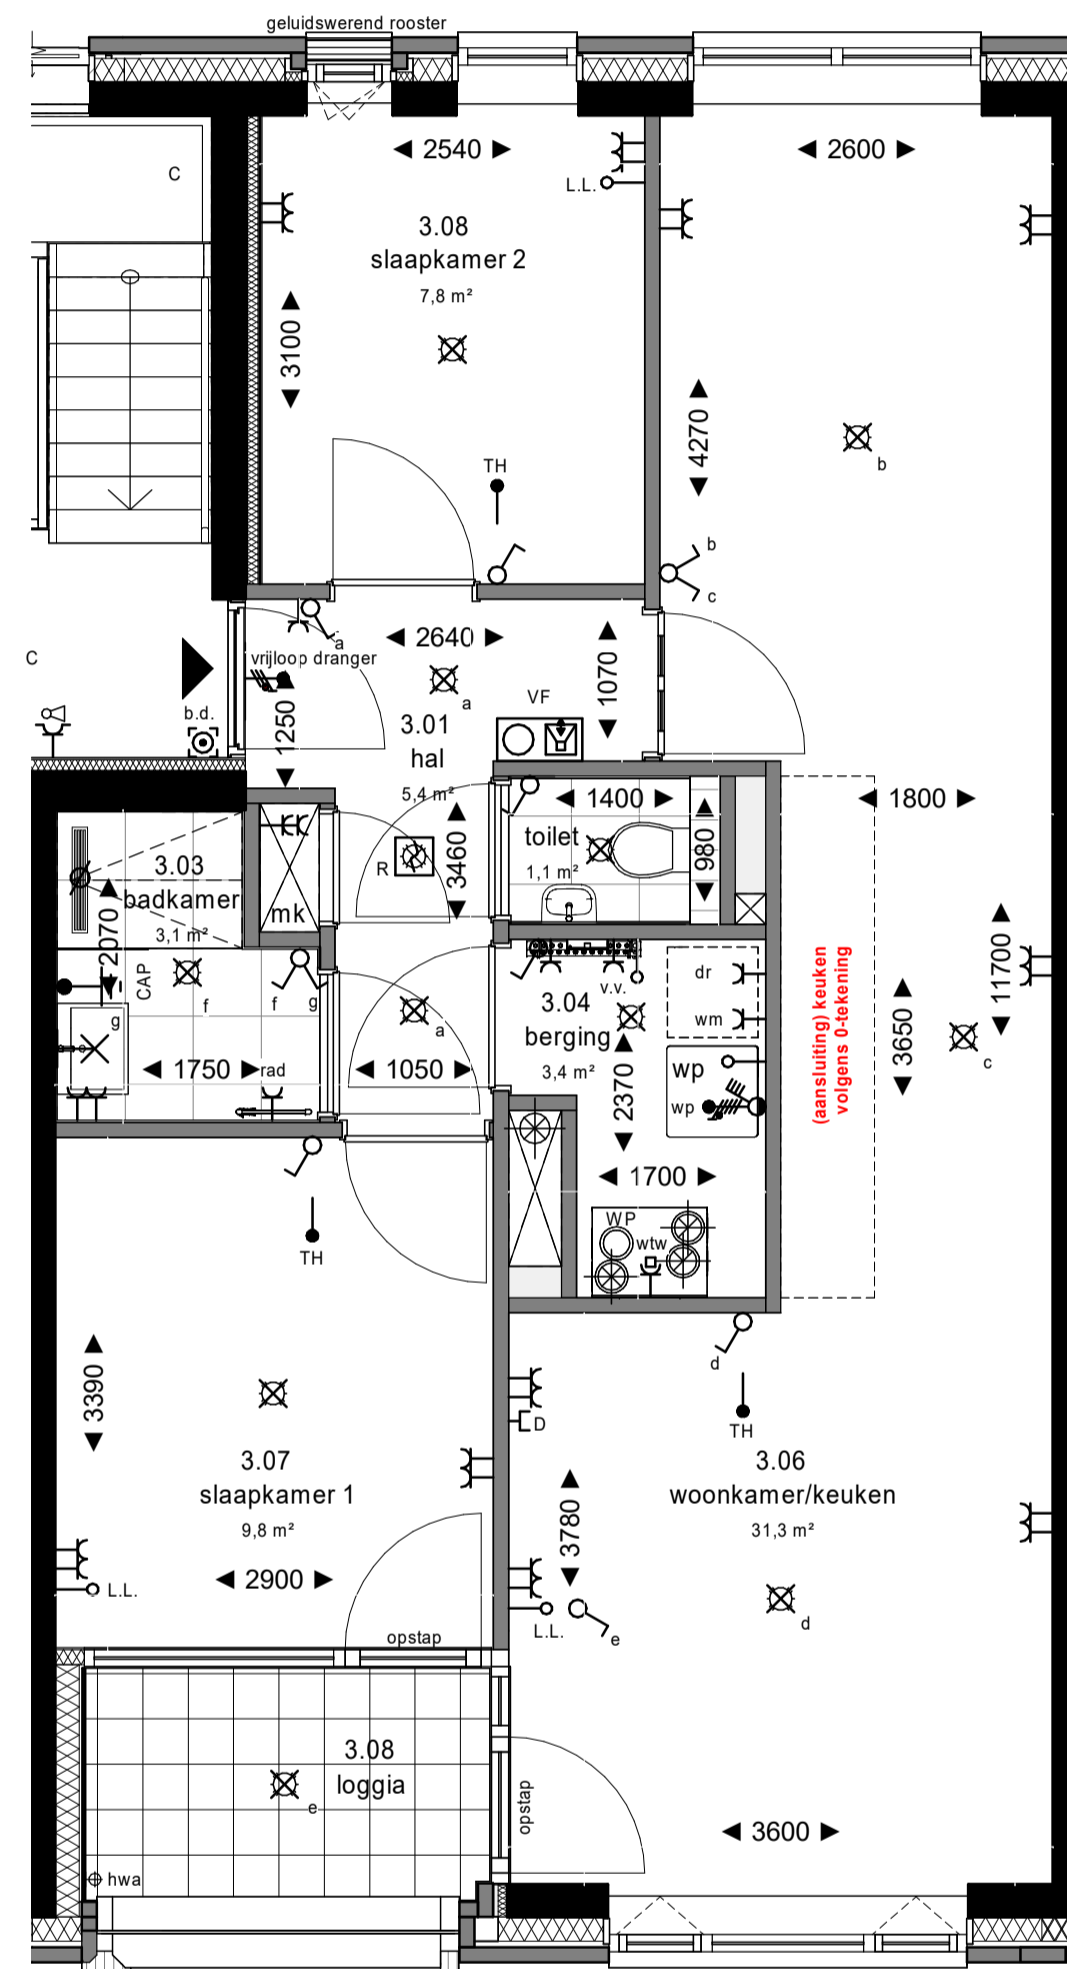 geluidswerend rooster
C
2540
2600
L.L.
3.08
slaapkamer 2
7,8 m²
3100
4270
b
TH
b
c
a
2640
C
vrijloop dranger
a
1070
b.d.
1250
VF
3.01
hal
5,4 m²
1400
1800
3.03
badkamer
3,1 m²
R
3460
toilet
1,1 m²
980
mk
2070
CAP
f
f
g
g
a
v.v.
3.04
berging
3,4 m²
dr
wm
(aansluiting) keuken
volgens 0-tekening
11700
3650
c
1750
rad
1050
2370
wp
wp
1700
WP
wtw
TH
d
3390
D
TH
3.07
slaapkamer 1
9,8 m²
3.06
woonkamer/keuken
31,3 m²
3780
2900
L.L.
L.L.
e
d
opstap
3.08
loggia
e
opstap
3600
hwa